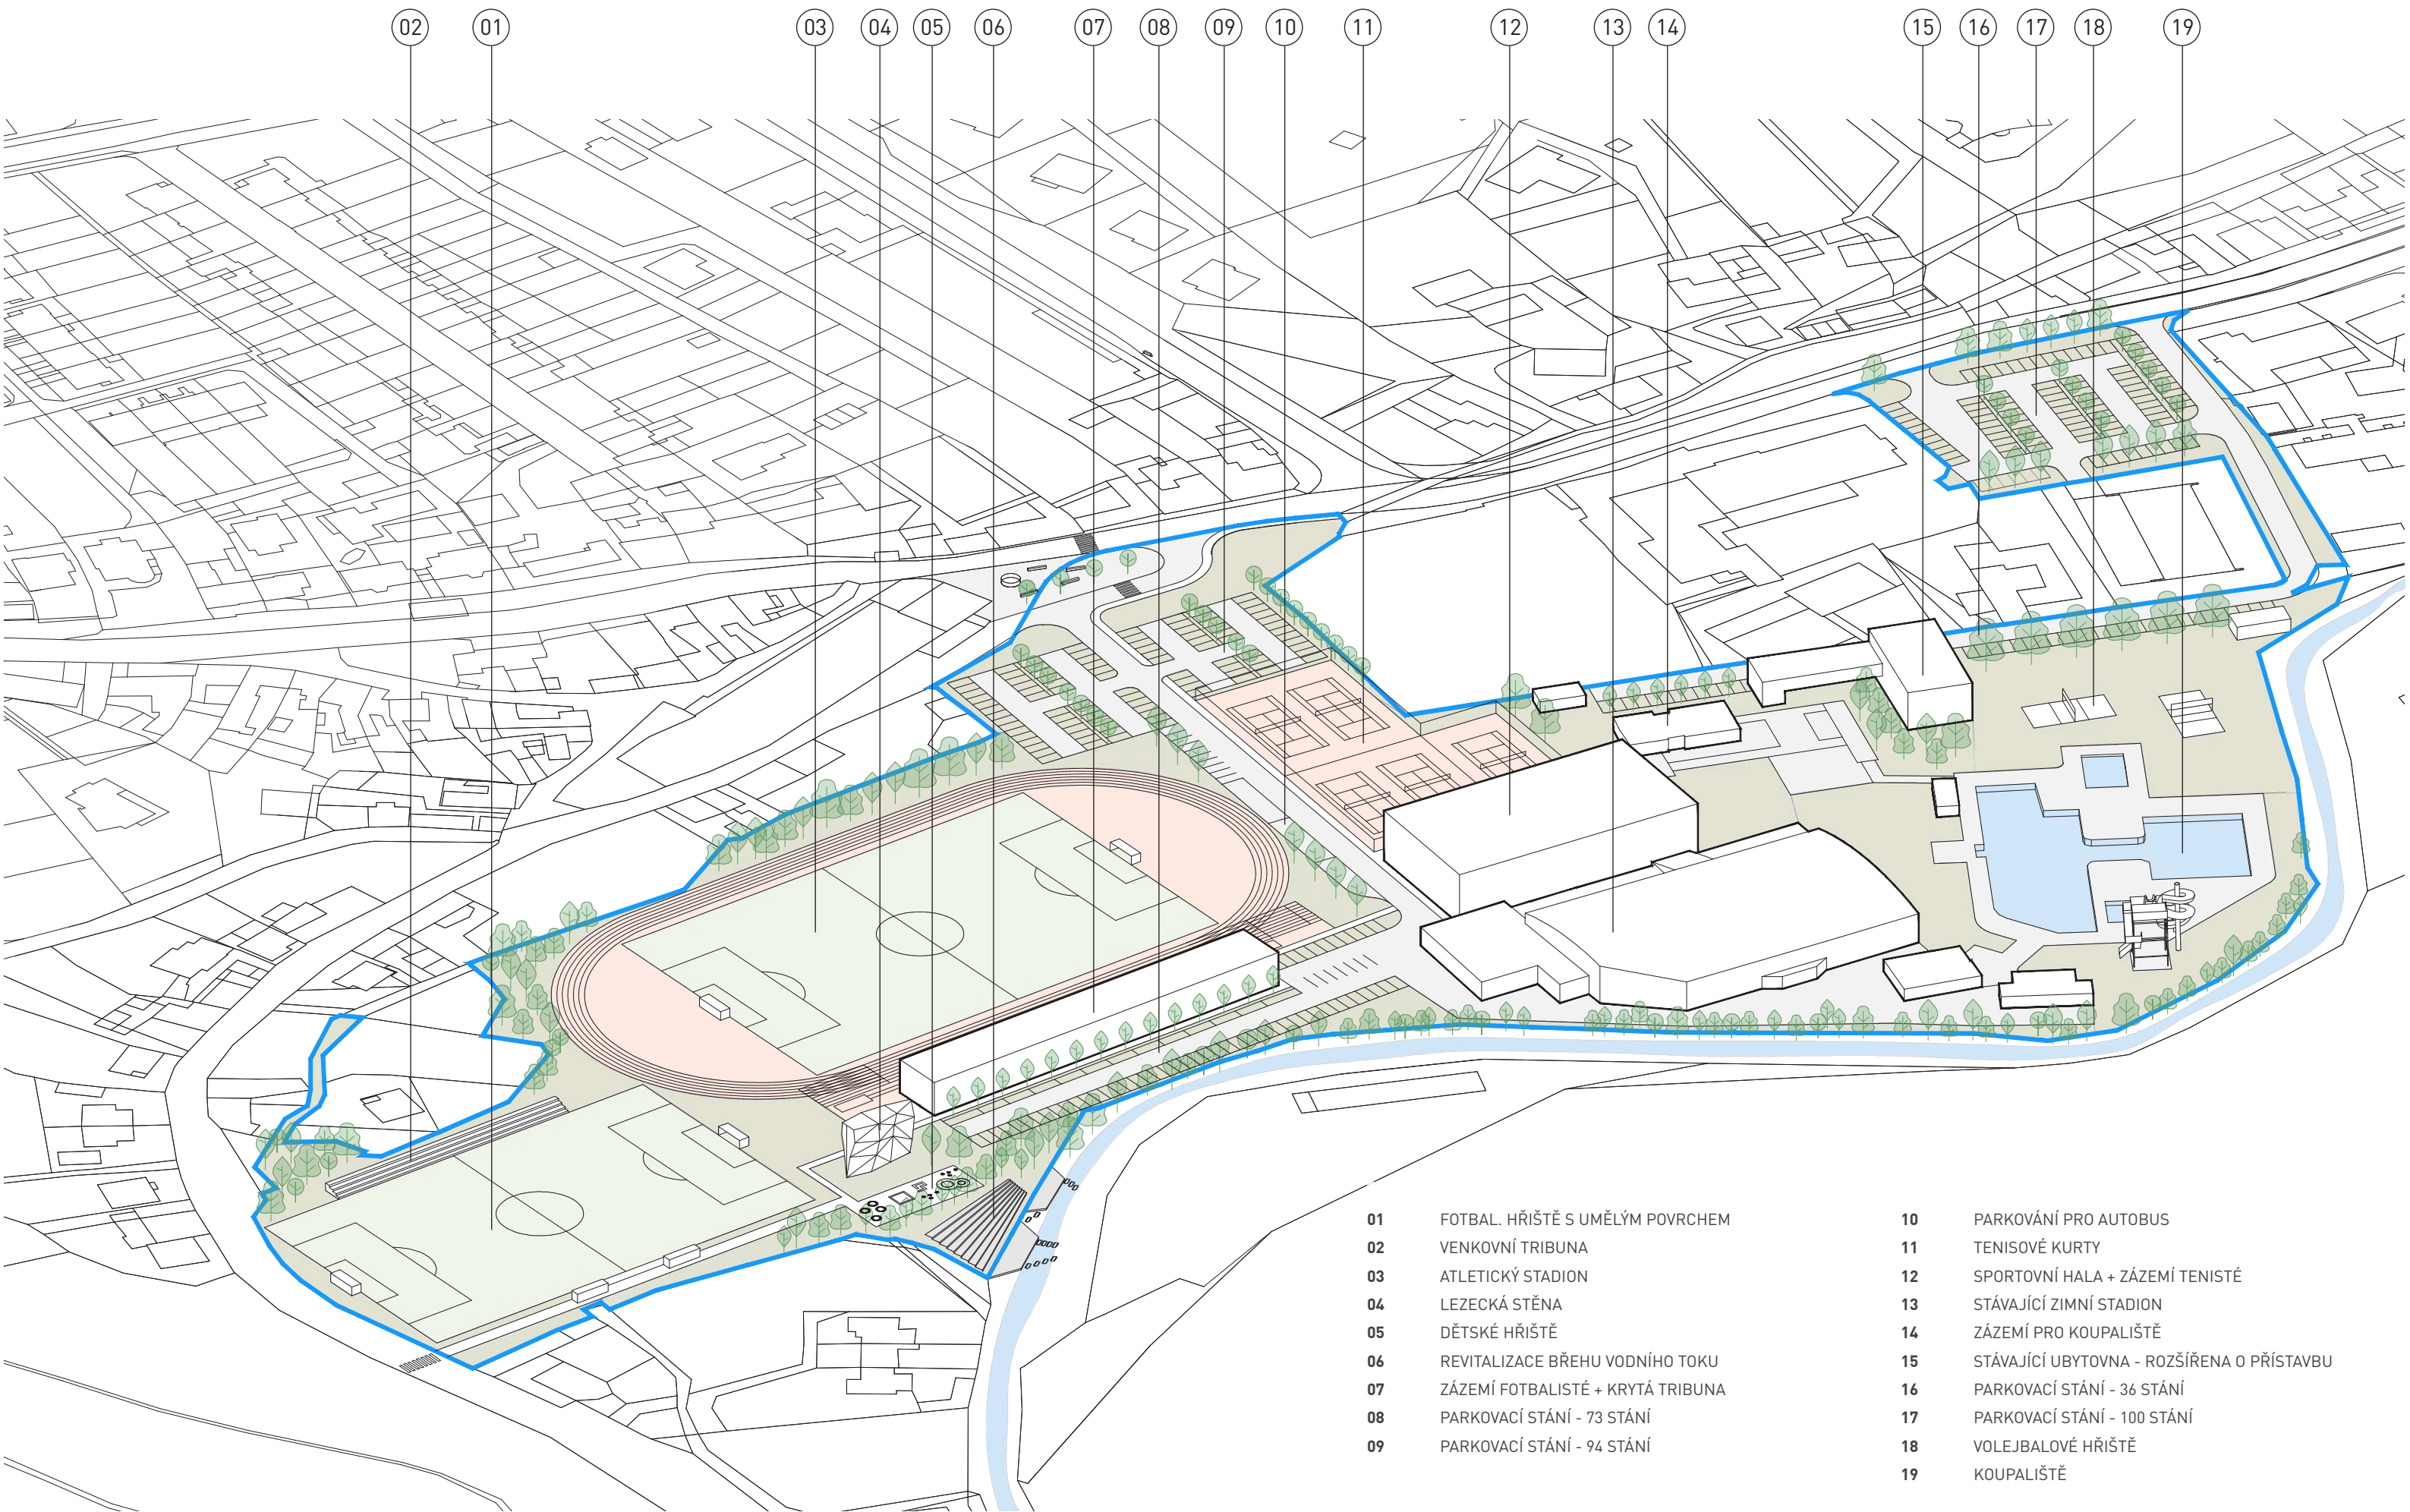 02 01 03 04 05 06 07 08 09 10 11 12 13 14 15 16 17 18 19
01 FOTBAL. HŘIŠTĚ S UMĚLÝM POVRCHEM
02 VENKOVNÍ TRIBUNA
03 ATLETICKÝ STADION
04 LEZECKÁ STĚNA
05 DĚTSKÉ HŘIŠTĚ
06 REVITALIZACE BŘEHU VODNÍHO TOKU
07 ZÁZEMÍ FOTBALISTÉ + KRYTÁ TRIBUNA
08 PARKOVACÍ STÁNÍ - 73 STÁNÍ
09 PARKOVACÍ STÁNÍ - 94 STÁNÍ
10 PARKOVÁNÍ PRO AUTOBUS
11 TENISOVÉ KURTY
12 SPORTOVNÍ HALA + ZÁZEMÍ TENISTÉ
13 STÁVAJÍCÍ ZIMNÍ STADION
14 ZÁZEMÍ PRO KOUPALIŠTĚ
15 STÁVAJÍCÍ UBYTOVNA - ROZŠÍŘENA O PŘÍSTAVBU
16 PARKOVACÍ STÁNÍ - 36 STÁNÍ
17 PARKOVACÍ STÁNÍ - 100 STÁNÍ
18 VOLEJBALOVÉ HŘIŠTĚ
19 KOUPALIŠTĚ